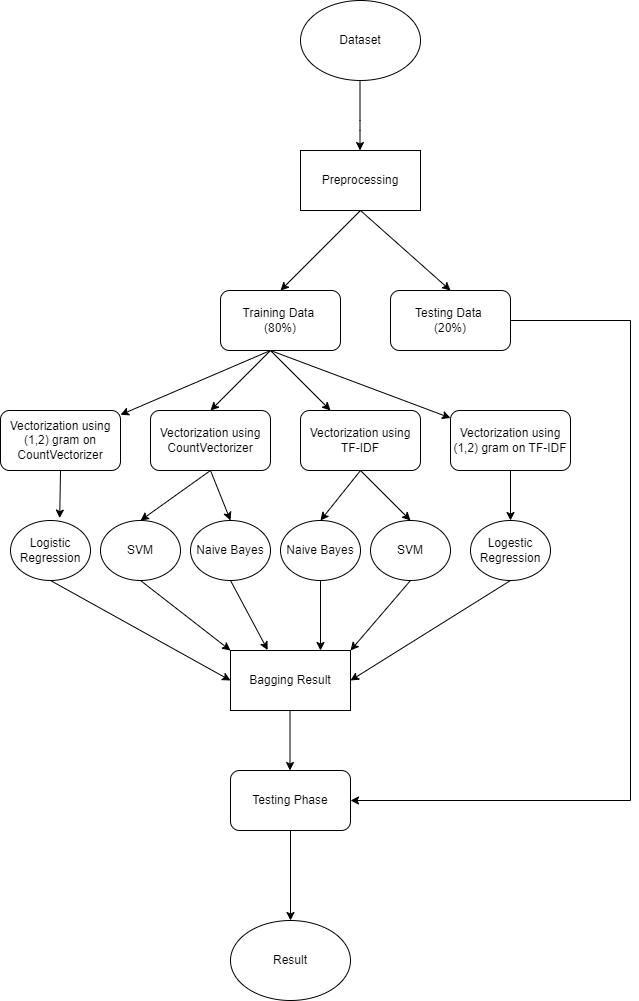 Dataset
Preprocessing
Training Data
(80%)
Testing Data
(20%)
Vectorization using
(1,2) gram on
CountVectorizer
Vectorization using
CountVectorizer
Vectorization using
TF-IDF
Vectorization using
(1,2) gram on TF-IDF
Logistic
Regression
SVM
Naive Bayes
Naive Bayes
SVM
Logestic
Regression
Bagging Result
Testing Phase
Result